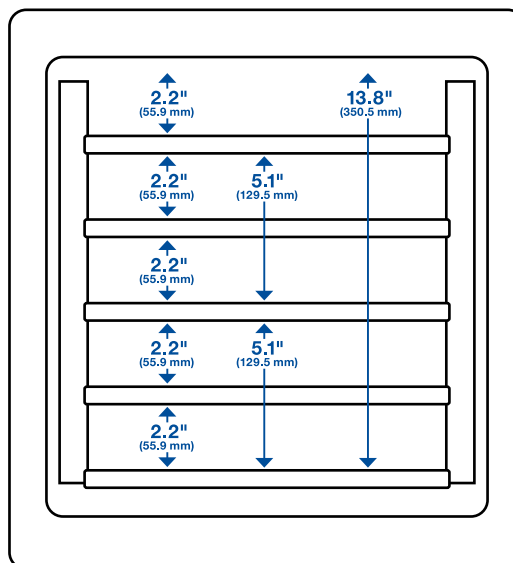 2.2"
(55.9 mm)
13.8"
(350.5 mm)
2.2"
(55.9 mm)
5.1"
(129.5 mm)
2.2"
(55.9 mm)
2.2"
(55.9 mm)
5.1"
(129.5 mm)
2.2"
(55.9 mm)